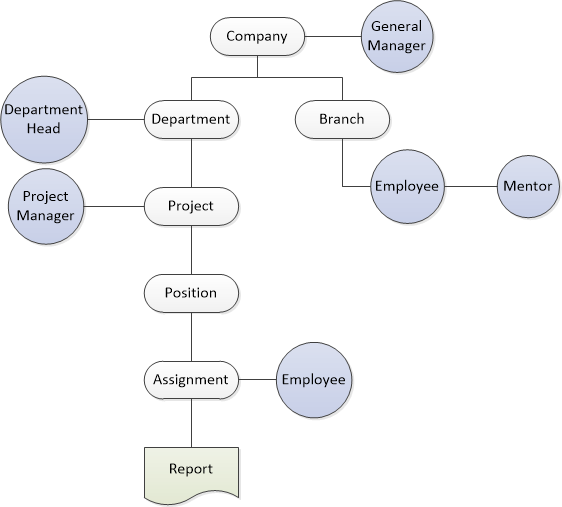 General
Manager
Company
Department
Head
Department
Branch
Employee
Mentor
Project
Manager
Project
Position
Assignment
Employee
Report